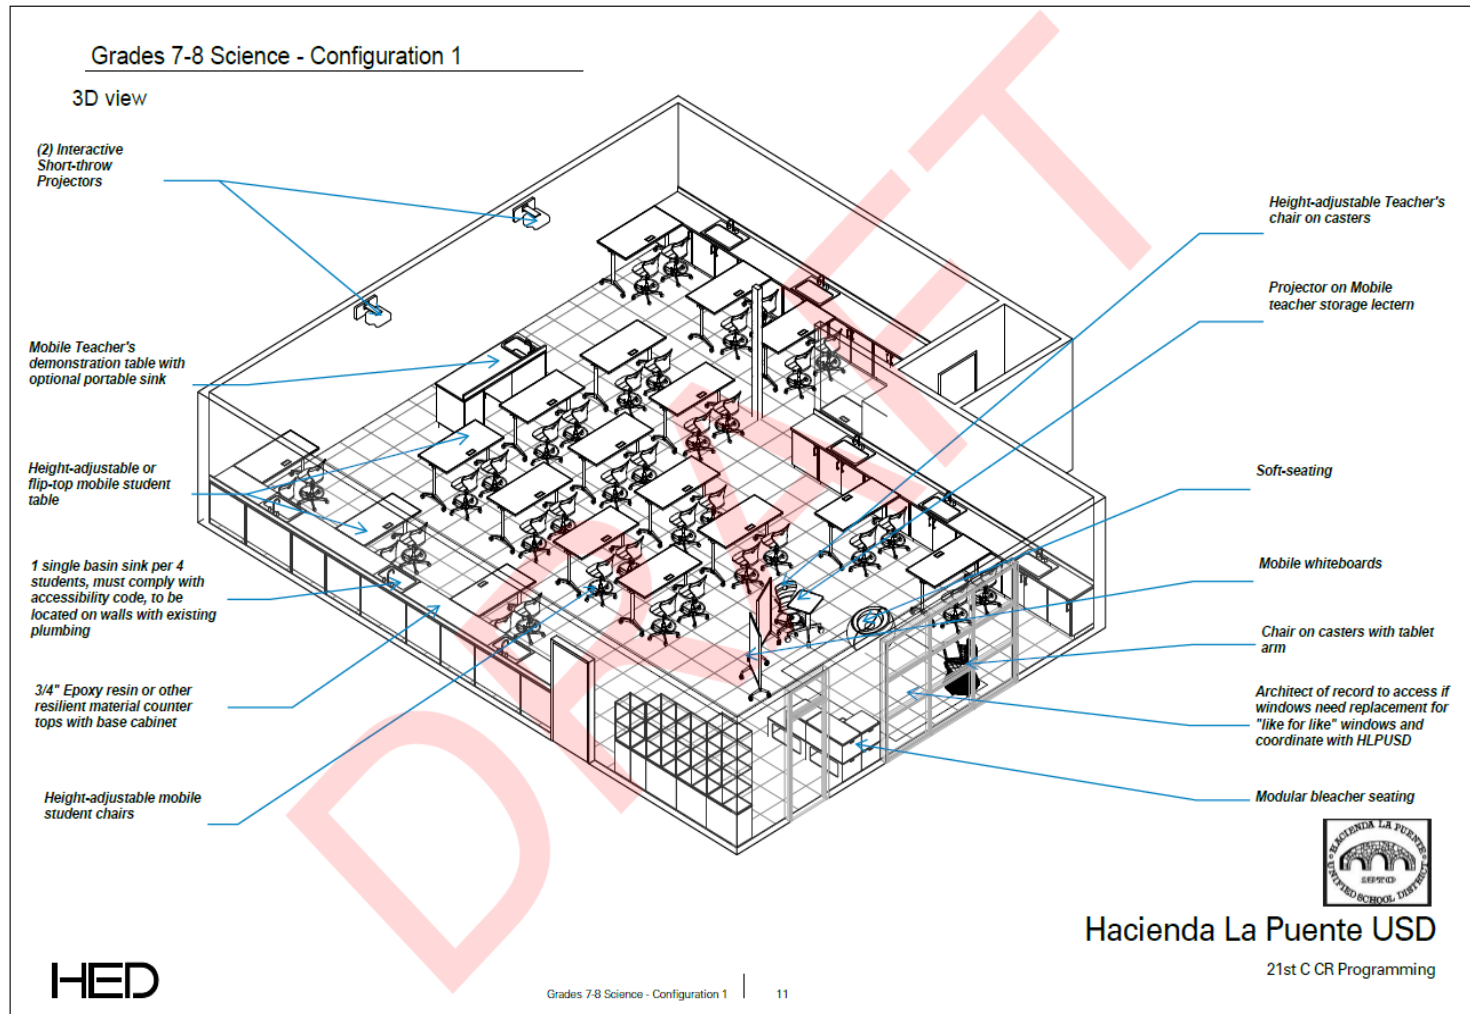 Grades 7-8 Science - Configuration 1
3D view
(2) Interactive
Short-throw
Projectors
Mobile Teacher's
demonstration table with
optional portable sink
Height-adjustable or
flip-top mobile student
table
1 single basin sink per 4
students, must comply with
accessibility code, to be
located on walls with existing
plumbing
3/4" Epoxy resin or other
resilient material counter
tops with base cabinet
Height-adjustable mobile
student chairs
Height-adjustable Teacher's
chair on casters
Projector on Mobile
teacher storage lectern
Soft-seating
Mobile whiteboards
Chair on casters with tablet
arm
Architect of record to access if
windows need replacement for
"like for like" windows and
coordinate with HLPUSD
Modular bleacher seating
DRAFT
HACIENDA LA PUENTE
UNIFIED SCHOOL DISTRICT
Hacienda La Puente USD
21st C CR Programming
HED
Grades 7-8 Science - Configuration 1
11